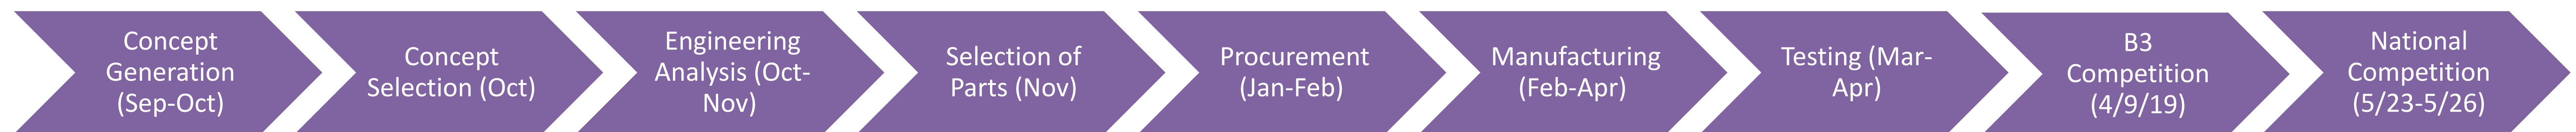 Concept
Generation
(Sep-Oct)
Concept
Selection (Oct)
Engineering
Analysis (Oct-
Nov)
Selection of
Parts (Nov)
Procurement
(Jan-Feb)
Manufacturing
(Feb-Apr)
Testing (Mar-
Apr)
B3
Competition
(4/9/19)
National
Competition
(5/23-5/26)